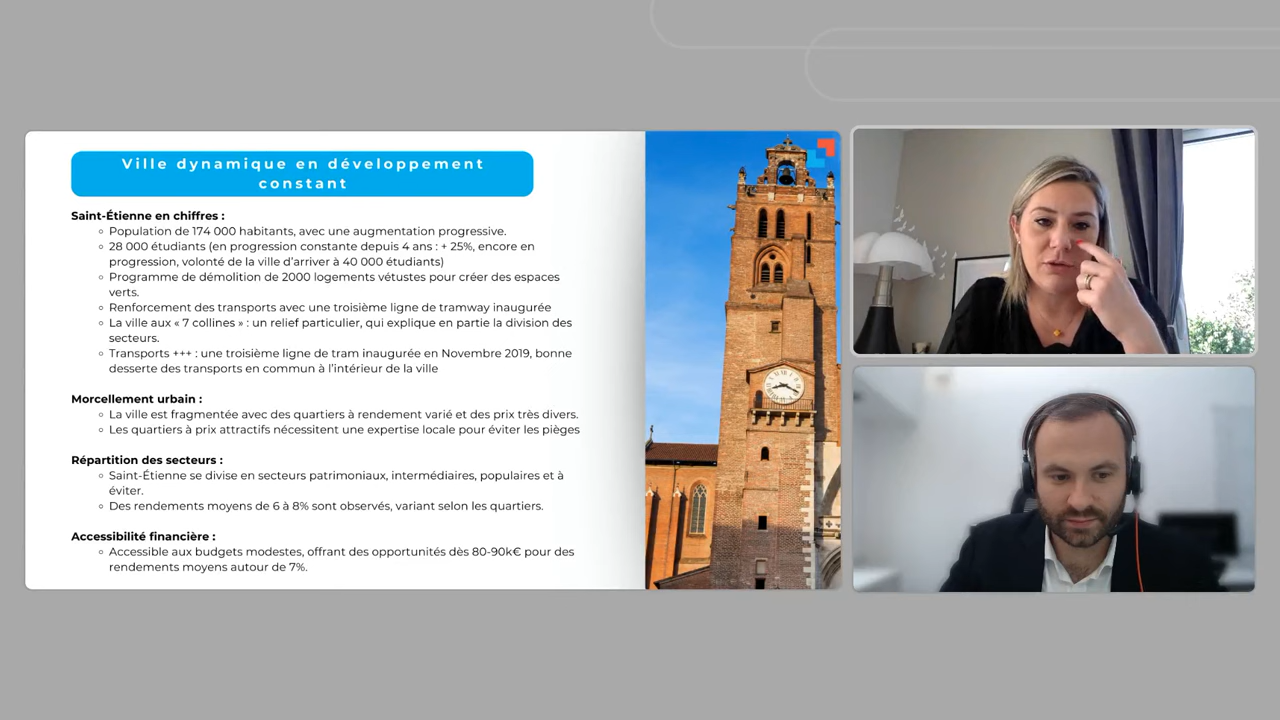 Ville dynamique en développement
constant
Saint-Étienne en chiffres :
Population de 174 000 habitants, avec une augmentation progressive.
28 000 étudiants (en progression constante depuis 4 ans : + 25%, encore en
progression, volonté de la ville d'arriver à 40 000 étudiants)
Programme de démolition de 2000 logements vétustes pour créer des espaces
verts.
Renforcement des transports avec une troisième ligne de tramway inaugurée
La ville aux « 7 collines » : un relief particulier, qui explique en partie la division des
secteurs.
Transports +++ : une troisième ligne de tram inaugurée en Novembre 2019, bonne
desserte des transports en commun à l'intérieur de la ville
Morcellement urbain :
La ville est fragmentée avec des quartiers à rendement varié et des prix très divers.
Les quartiers à prix attractifs nécessitent une expertise locale pour éviter les pièges
Répartition des secteurs :
Saint-Étienne se divise en secteurs patrimoniaux, intermédiaires, populaires et à
éviter.
Des rendements moyens de 6 à 8% sont observés, variant selon les quartiers.
Accessibilité financière :
Accessible aux budgets modestes, offrant des opportunités dès 80-90k€ pour des
rendements moyens autour de 7%.